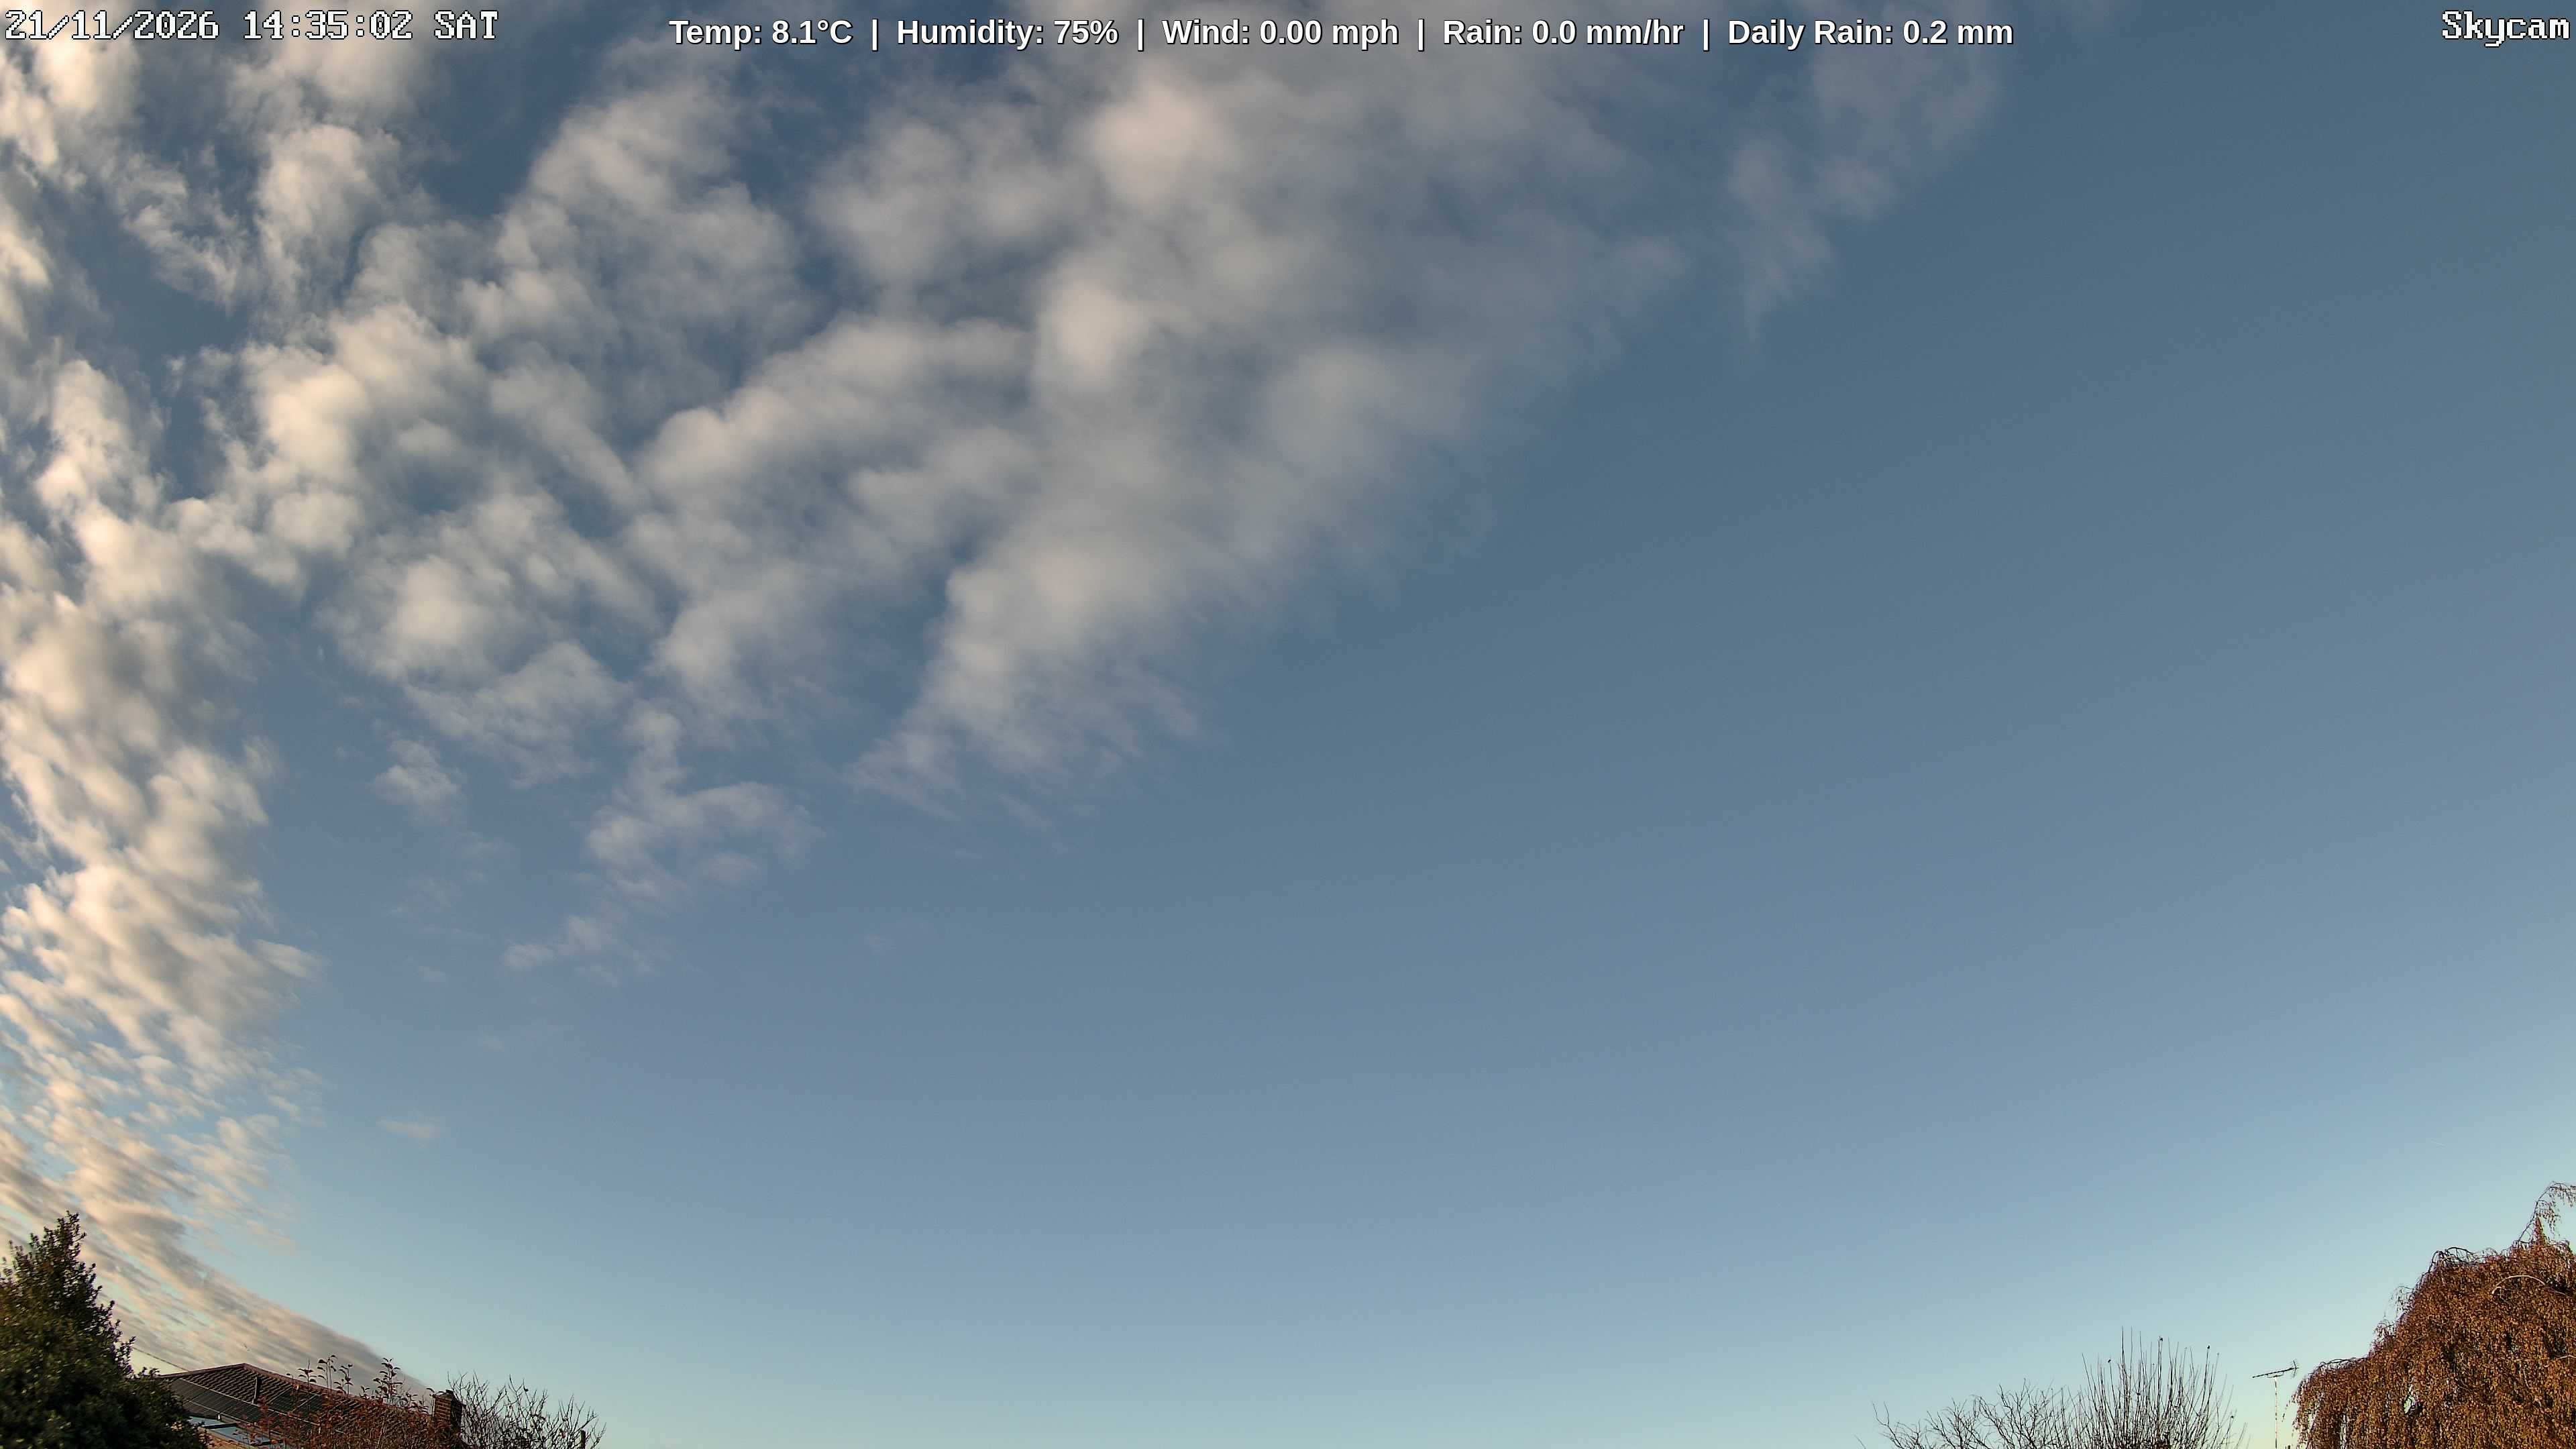 21/11/2026 14:35:02 SAT
Temp: 8.1°C | Humidity: 75% | Wind: 0.00 mph | Rain: 0.0 mm/hr | Daily Rain: 0.2 mm
Skycam